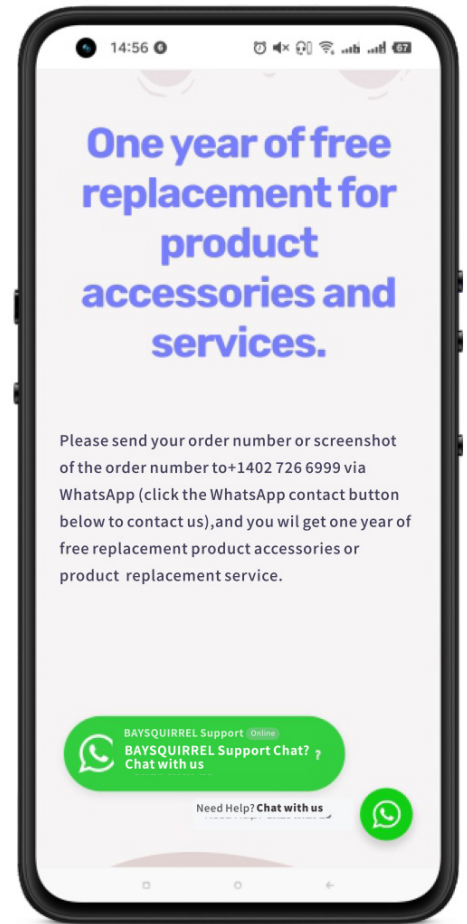 14:56
67
One year of free
replacement for
product
accessories and
services.
Please send your order number or screenshot
of the order number to+1402 726 6999 via
WhatsApp (click the WhatsApp contact button
below to contact us),and you wil get one year of
free replacement product accessories or
product replacement service.
BAYSQUIRREL Support Online
BAYSQUIRREL Support Chat? ?
Chat with us
Need Help? Chat with us